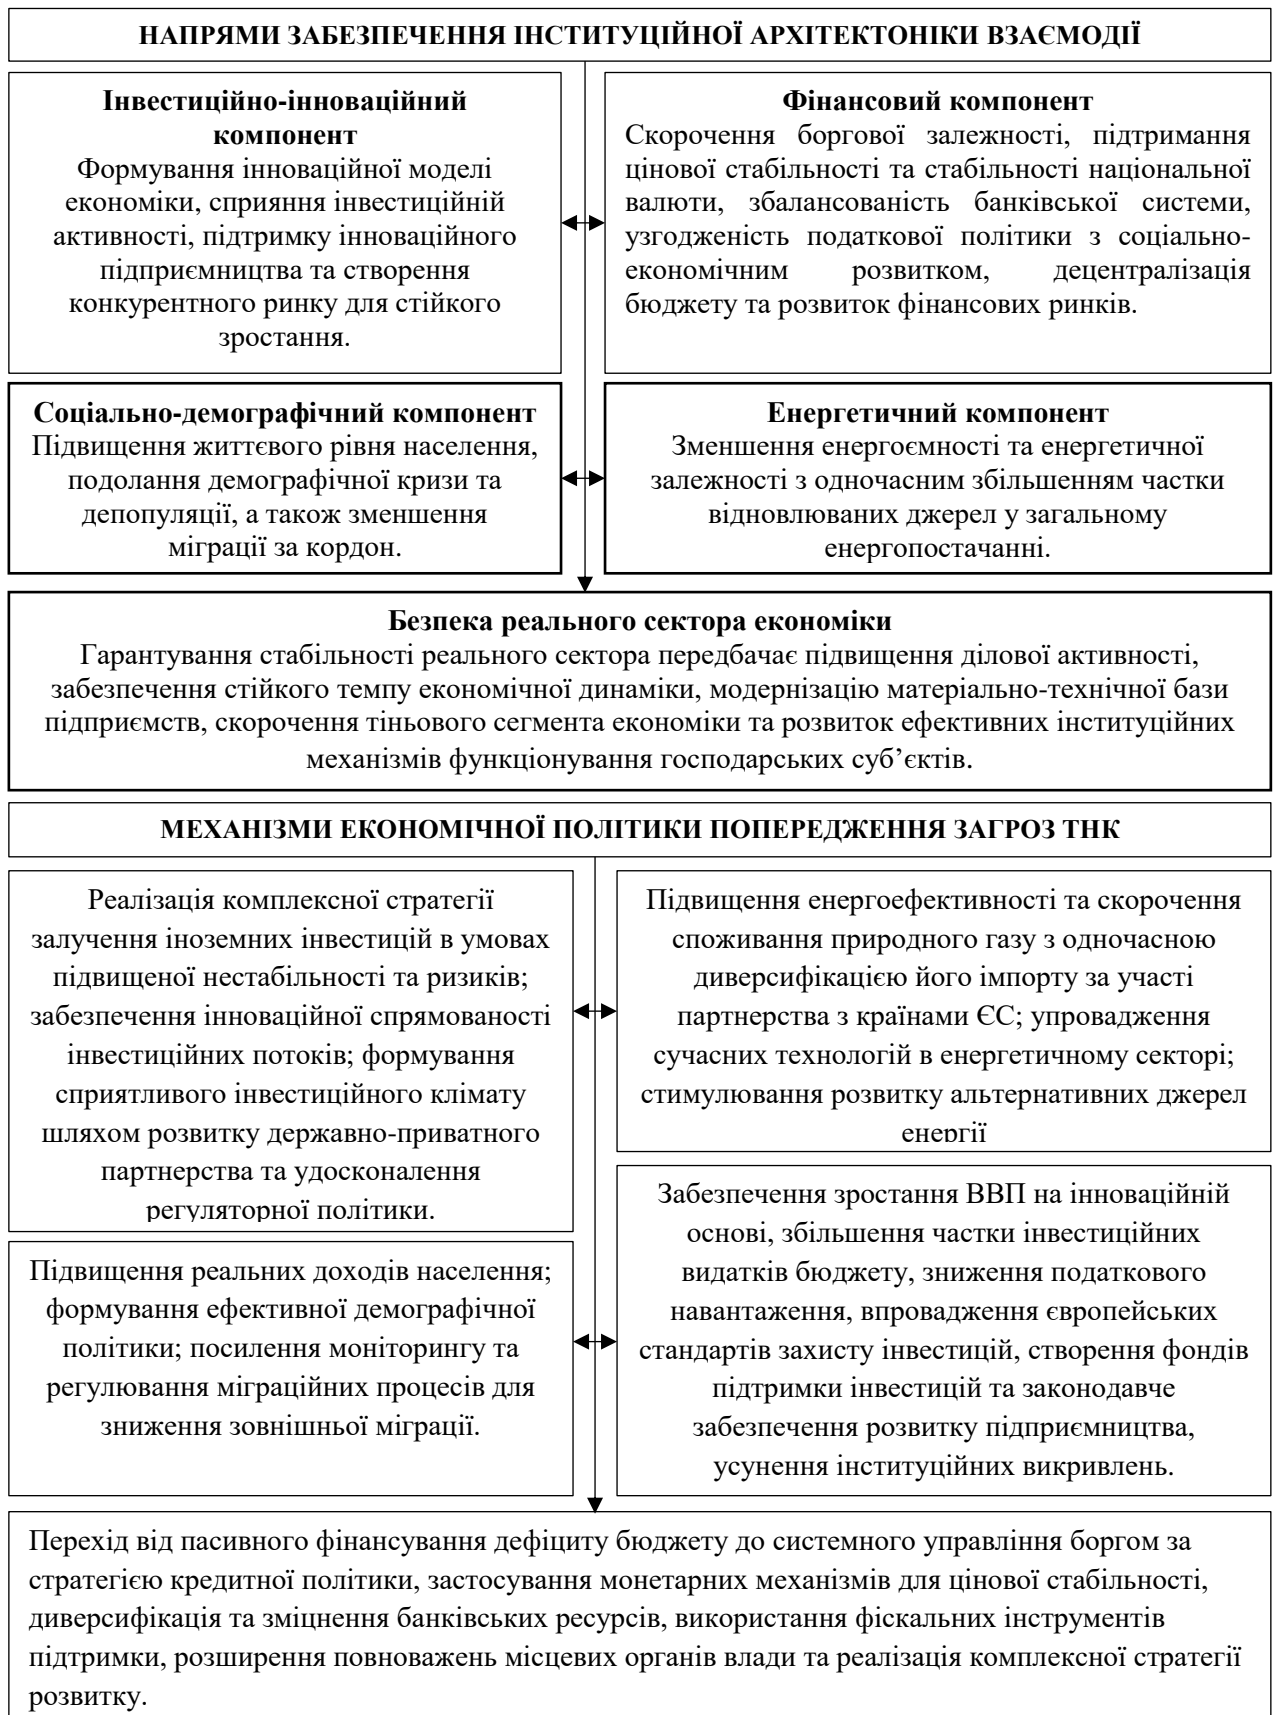 НАПРЯМИ ЗАБЕЗПЕЧЕННЯ ІНСТИТУЦІЙНОЇ АРХІТЕКТОНІКИ ВЗАЄМОДІЇ
Інвестиційно-інноваційний
компонент
Формування інноваційної моделі
економіки, сприяння інвестиційній
активності, підтримку інноваційного
підприємництва та створення
конкурентного ринку для стійкого
зростання.
Фінансовий компонент
Скорочення боргової залежності, підтримання
цінової стабільності та стабільності національної
валюти, збалансованість банківської системи,
узгодженість податкової політики з соціально-
економічним розвитком, децентралізація
бюджету та розвиток фінансових ринків.
Соціально-демографічний компонент
Підвищення життєвого рівня населення,
подолання демографічної кризи та
депопуляції, а також зменшення
міграції за кордон.
Енергетичний компонент
Зменшення енергоємності та енергетичної
залежності з одночасним збільшенням частки
відновлюваних джерел у загальному
енергопостачанні.
Безпека реального сектора економіки
Гарантування стабільності реального сектора передбачає підвищення ділової активності,
забезпечення стійкого темпу економічної динаміки, модернізацію матеріально-технічної бази
підприємств, скорочення тіньового сегмента економіки та розвиток ефективних інституційних
механізмів функціонування господарських суб’єктів.
МЕХАНІЗМИ ЕКОНОМІЧНОЇ ПОЛІТИКИ ПОПЕРЕДЖЕННЯ ЗАГРОЗ ТНК
Реалізація комплексної стратегії
залучення іноземних інвестицій в умовах
підвищеної нестабільності та ризиків;
забезпечення інноваційної спрямованості
інвестиційних потоків; формування
сприятливого інвестиційного клімату
шляхом розвитку державно-приватного
партнерства та удосконалення
регуляторної політики.
Підвищення енергоефективності та скорочення
споживання природного газу з одночасною
диверсифікацією його імпорту за участі
партнерства з країнами ЄС; упровадження
сучасних технологій в енергетичному секторі;
стимулювання розвитку альтернативних джерел
енергії
Підвищення реальних доходів населення;
формування ефективної демографічної
політики; посилення моніторингу та
регулювання міграційних процесів для
зниження зовнішньої міграції.
Забезпечення зростання ВВП на інноваційній
основі, збільшення частки інвестиційних
видатків бюджету, зниження податкового
навантаження, впровадження європейських
стандартів захисту інвестицій, створення фондів
підтримки інвестицій та законодавче
забезпечення розвитку підприємництва,
усунення інституційних викривлень.
Перехід від пасивного фінансування дефіциту бюджету до системного управління боргом за
стратегією кредитної політики, застосування монетарних механізмів для цінової стабільності,
диверсифікація та зміцнення банківських ресурсів, використання фіскальних інструментів
підтримки, розширення повноважень місцевих органів влади та реалізація комплексної стратегії
розвитку.